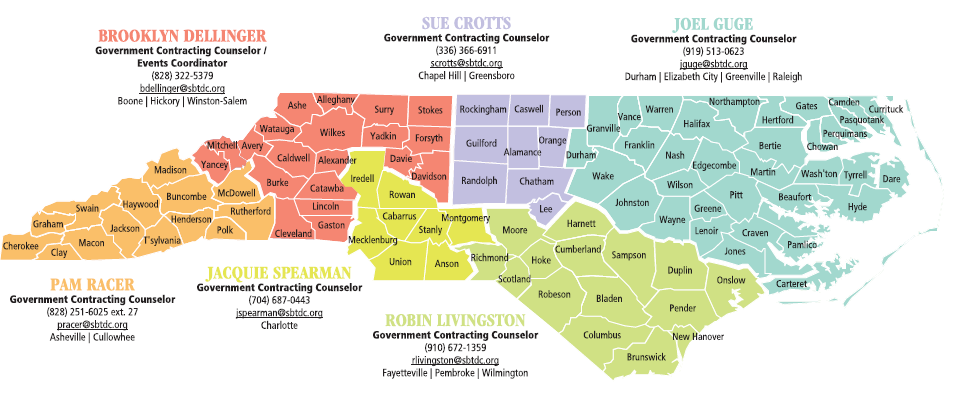 SUE CROTTS
Government Contracting Counselor
(336) 366-6911
scrotts@sbtdc.org
Chapel Hill | Greensboro
JOEL GUGE
Government Contracting Counselor
(919) 513-0623
jguge@sbtdc.org
Durham | Elizabeth City | Greenville | Raleigh
BROOKLYN DELLINGER
Government Contracting Counselor /
Events Coordinator
(828) 322-5379
bdellinger@sbtdc.org
Boone | Hickory | Winston-Salem
Ashe
Alleghany
Surry
Stokes
Watauga
Wilkes
Yadkin
Forsyth
Mitchell
Avery
Caldwell
Alexander
Davie
Davidson
Yancey
Burke
Catawba
Lincoln
Gaston
Cleveland
Rockingham
Caswell
Person
Guilford
Alamance
Orange
Randolph
Chatham
Lee
Northampton
Gates
Camden
Currituck
Vance
Warren
Pasquotank
Granville
Halifax
Hertford
Perquimans
Chowan
Franklin
Bertie
Durham
Nash
Edgecombe
Martin
Wash'ton
Tyrrell
Dare
Wake
Wilson
Pitt
Beaufort
Hyde
Johnston
Greene
Wayne
Lenoir
Craven
Pamlico
Jones
Carteret
Madison
Buncombe
McDowell
Haywood
Swain
Rutherford
Graham
Henderson
Jackson
Polk
Cherokee
Macon
T'sylvania
Clay
Iredell
Rowan
Cabarrus
Montgomery
Stanly
Mecklenburg
Union
Anson
Moore
Harnett
Richmond
Hoke
Cumberland
Sampson
Scotland
Duplin
Onslow
Robeson
Bladen
Pender
Columbus
New Hanover
Brunswick
PAM RACER
Government Contracting Counselor
(828) 251-6025 ext. 27
pracer@sbtdc.org
Asheville | Cullowhee
JACQUIE SPEARMAN
Government Contracting Counselor
(704) 687-0443
jspearman@sbtdc.org
Charlotte
ROBIN LIVINGSTON
Government Contracting Counselor
(910) 672-1359
rlivingston@sbtdc.org
Fayetteville | Pembroke | Wilmington